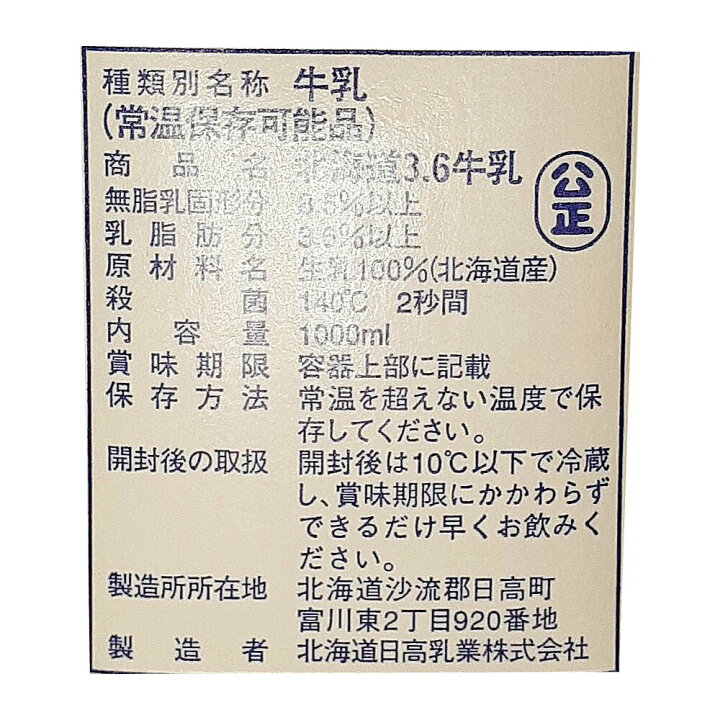 種類別名称 牛乳
(常温保存可能品)
商品名 北海道3.6牛乳
公正
無脂乳固形分 8.5%以上
乳脂肪分 3.6%以上
原材料名 生乳100%(北海道産)
殺菌 140℃ 2秒間
内容量 1000ml
賞味期限 容器上部に記載
保存方法 常温を超えない温度で保
存してください。
開封後の取扱 開封後は10℃以下で冷蔵
し、賞味期限にかかわらず
できるだけ早くお飲みく
ださい。
製造所所在地 北海道沙流郡日高町
富川東2丁目920番地
製造者 北海道日高乳業株式会社